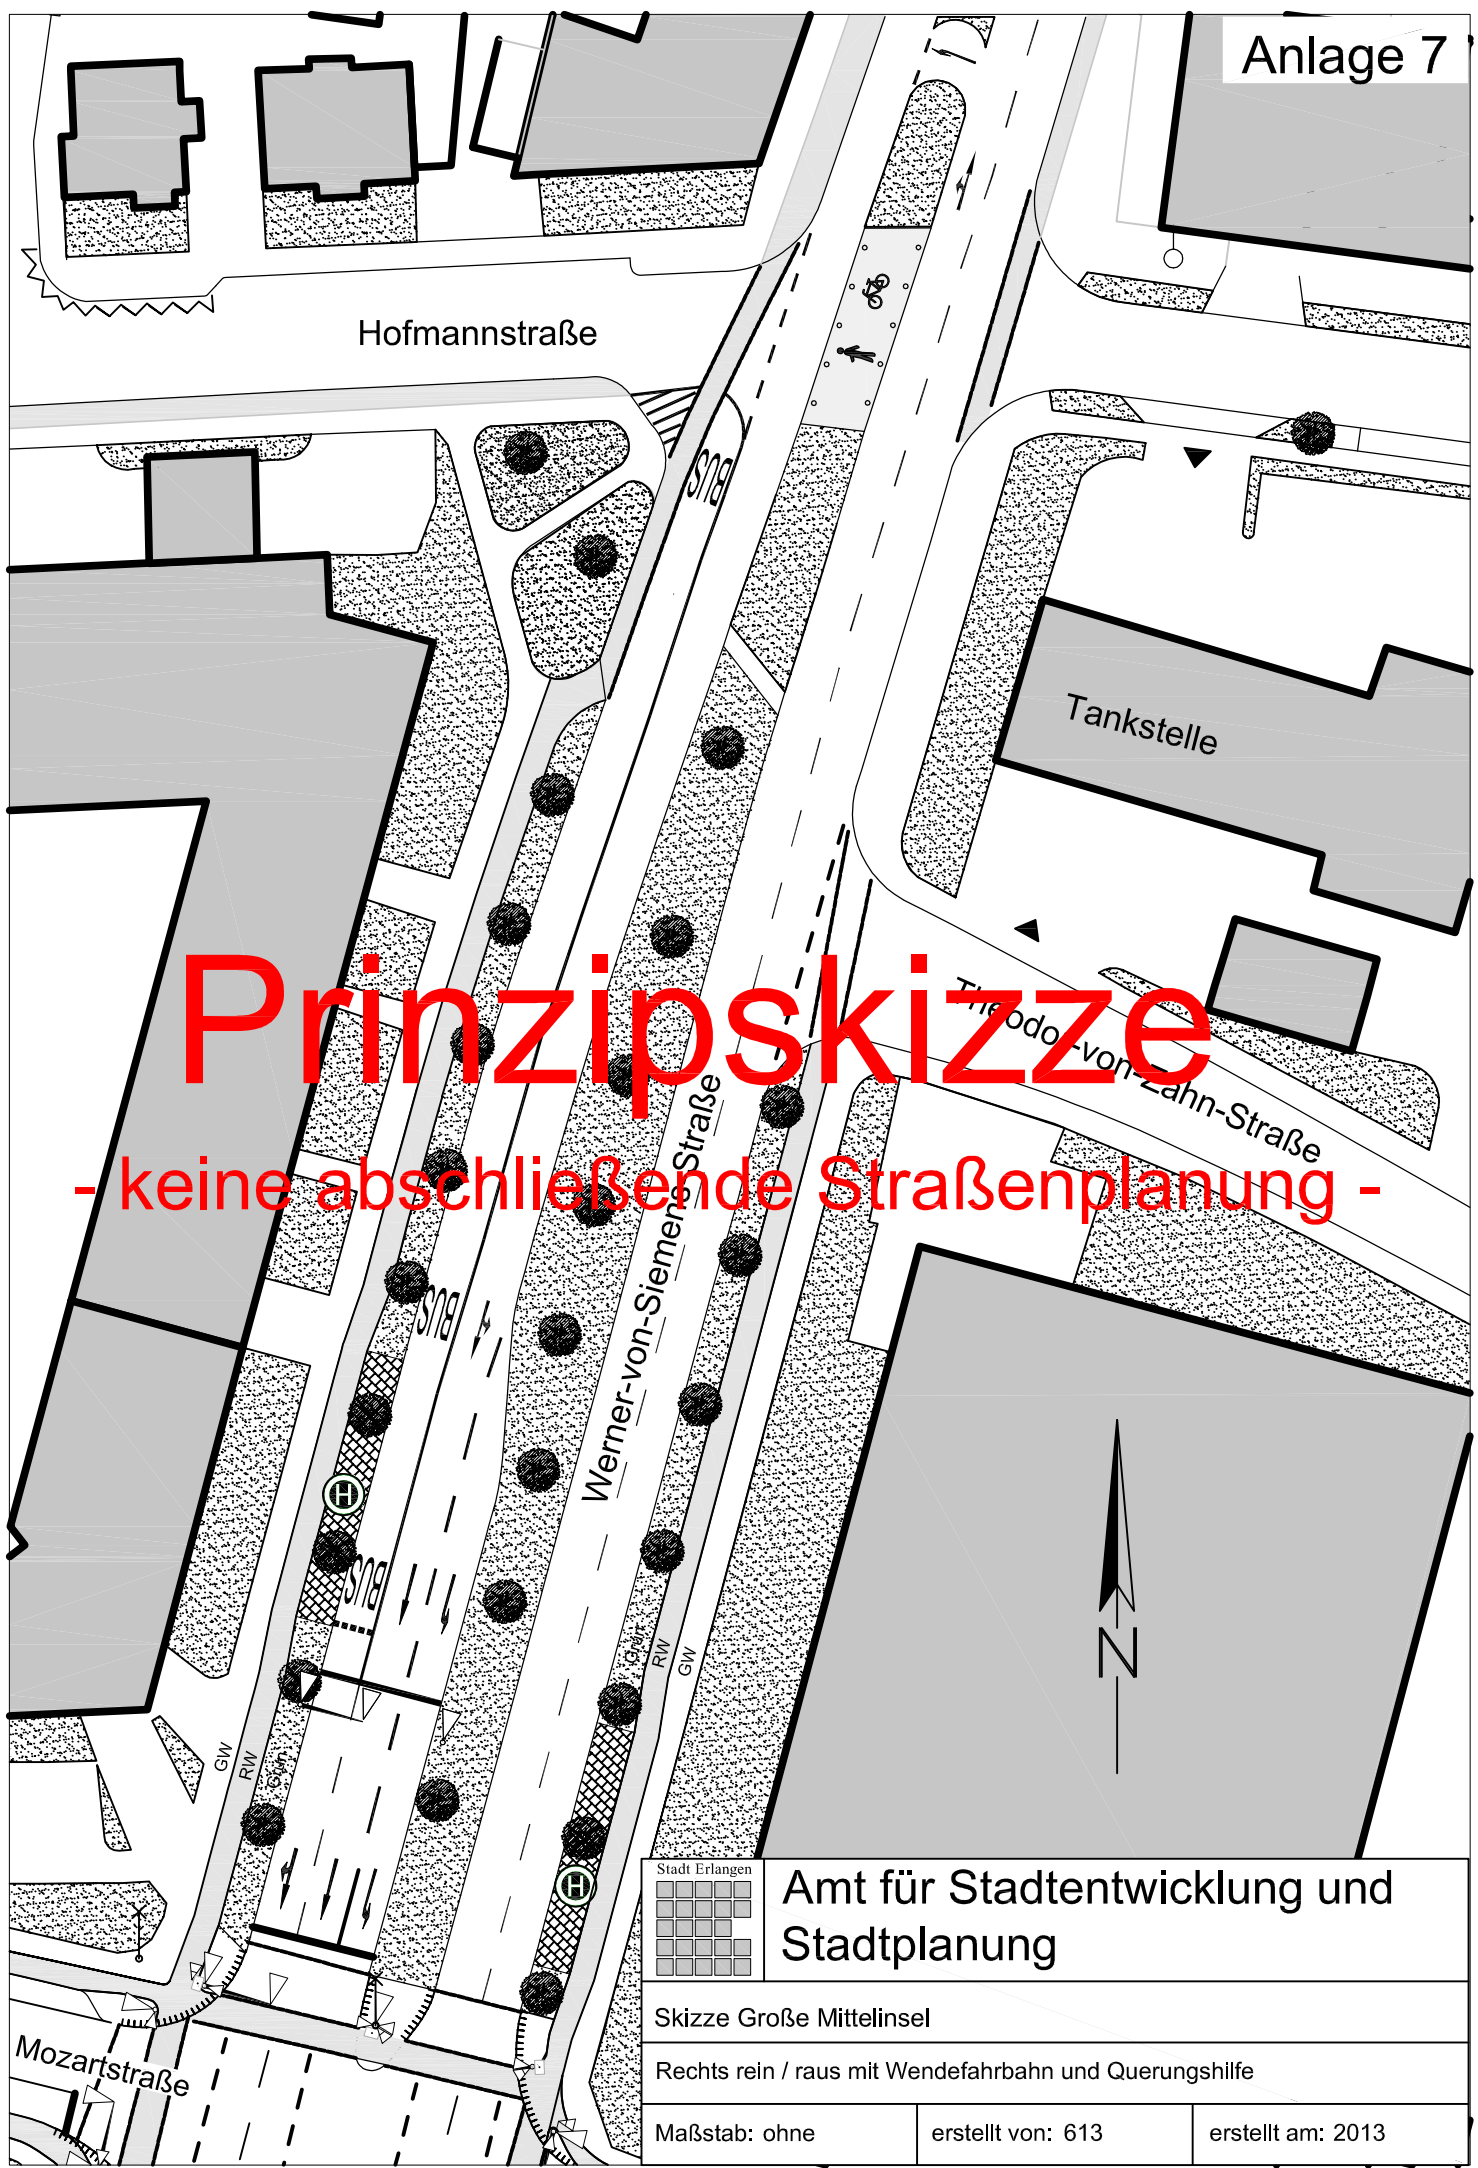 Anlage 7
Hofmannstraße
BUS
Tankstelle
Prinzipskizze
Theodor-von-Zahn-Straße
- keine abschließende Straßenplanung -
Werner-von-Siemens-Straße
BUS
H
BUS
Grün
RW
GW
N
GW
RW
Grün
H
Mozartstraße
Stadt Erlangen
Amt für Stadtentwicklung und
Stadtplanung
Skizze Große Mittelinsel
Rechts rein / raus mit Wendefahrbahn und Querungshilfe
Maßstab: ohne
erstellt von: 613
erstellt am: 2013